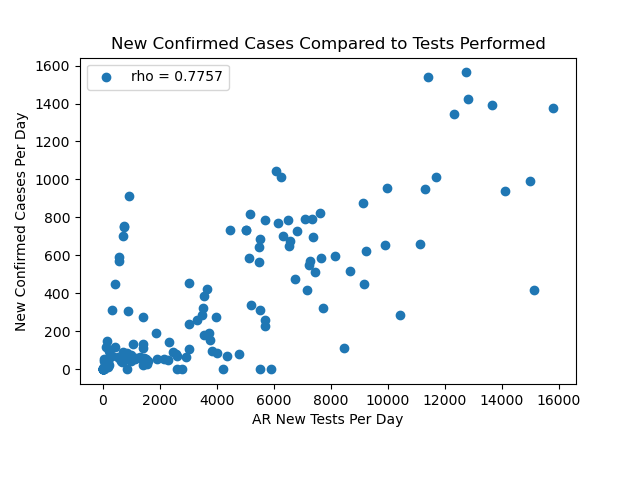 New Confirmed Cases Compared to Tests Performed
rho = 0.7757
1600
1400
1200
1000
800
600
400
200
0
New Confirmed Caeses Per Day
0 2000 4000 6000 8000 10000 12000 14000 16000
AR New Tests Per Day